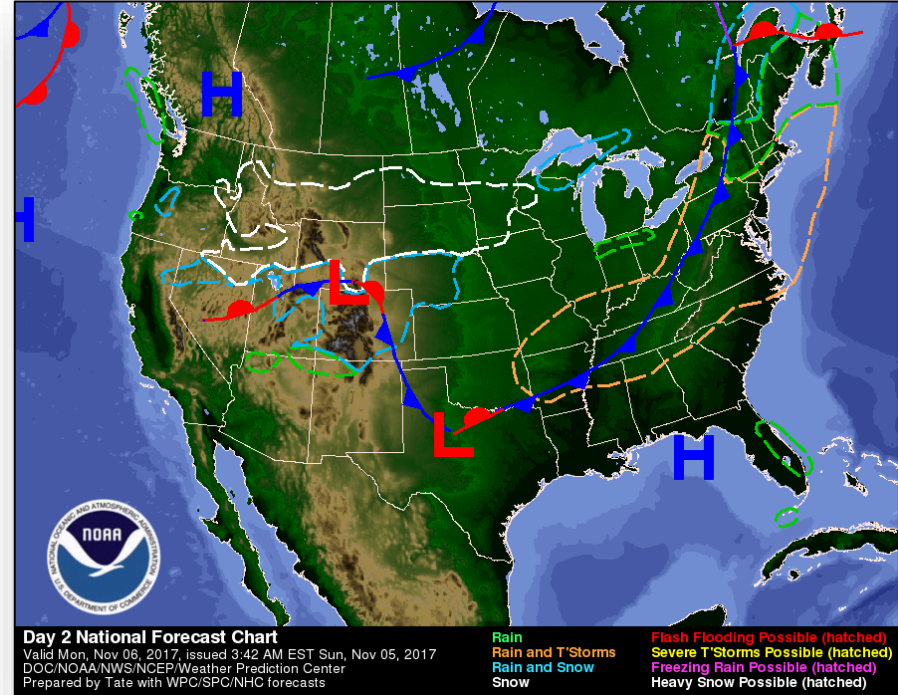 H
H
L
L
H
NATIONAL OCEANIC AND ATMOSPHERIC ADMINISTRATION
NOAA
U.S. DEPARTMENT OF COMMERCE
Day 2 National Forecast Chart
Valid Mon, Nov 06, 2017, issued 3:42 AM EST Sun, Nov 05, 2017
DOC/NOAA/NWS/NCEP/Weather Prediction Center
Prepared by Tate with WPC/SPC/NHC forecasts
Rain
Rain and T'Storms
Rain and Snow
Snow
Flash Flooding Possible (hatched)
Severe T'Storms Possible (hatched)
Freezing Rain Possible (hatched)
Heavy Snow Possible (hatched)